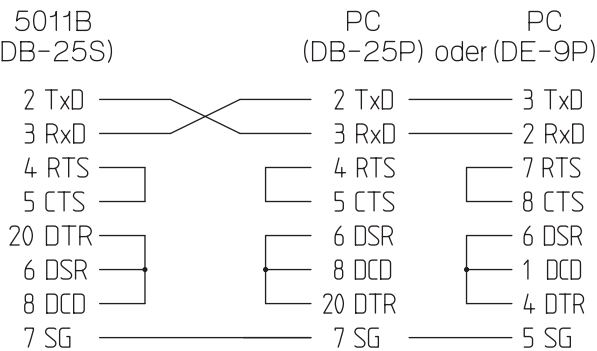 5011B PC PC
(DB-25S) (DB-25P) oder (DE-9P)
2 TxD 2 TxD 3 TxD
3 RxD 3 RxD 2 RxD
4 RTS 4 RTS 7 RTS
5 CTS 5 CTS 8 CTS
20 DTR 6 DSR 6 DSR
6 DSR 8 DCD 1 DCD
8 DCD 20 DTR 4 DTR
7 SG 7 SG 5 SG